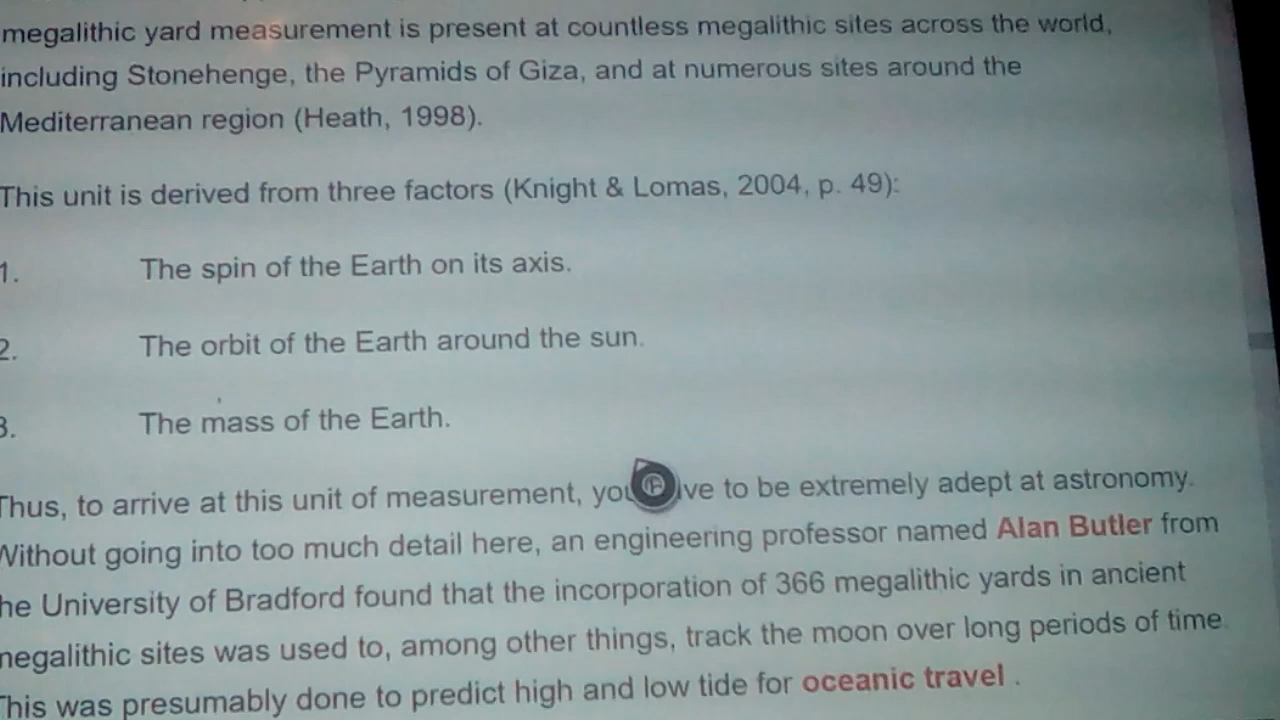 megalithic yard measurement is present at countless megalithic sites across the world,
including Stonehenge, the Pyramids of Giza, and at numerous sites around the
Mediterranean region (Heath, 1998).
This unit is derived from three factors (Knight & Lomas, 2004, p. 49):
1. The spin of the Earth on its axis.
2. The orbit of the Earth around the sun.
3. The mass of the Earth.
Thus, to arrive at this unit of measurement, to be extremely adept at astronomy.
Without going into too much detail here, an engineering professor named Alan Butler from
he University of Bradford found that the incorporation of 366 megalithic yards in ancient
negalithic sites was used to, among other things, track the moon over long periods of time.
This was presumably done to predict high and low tide for oceanic travel .